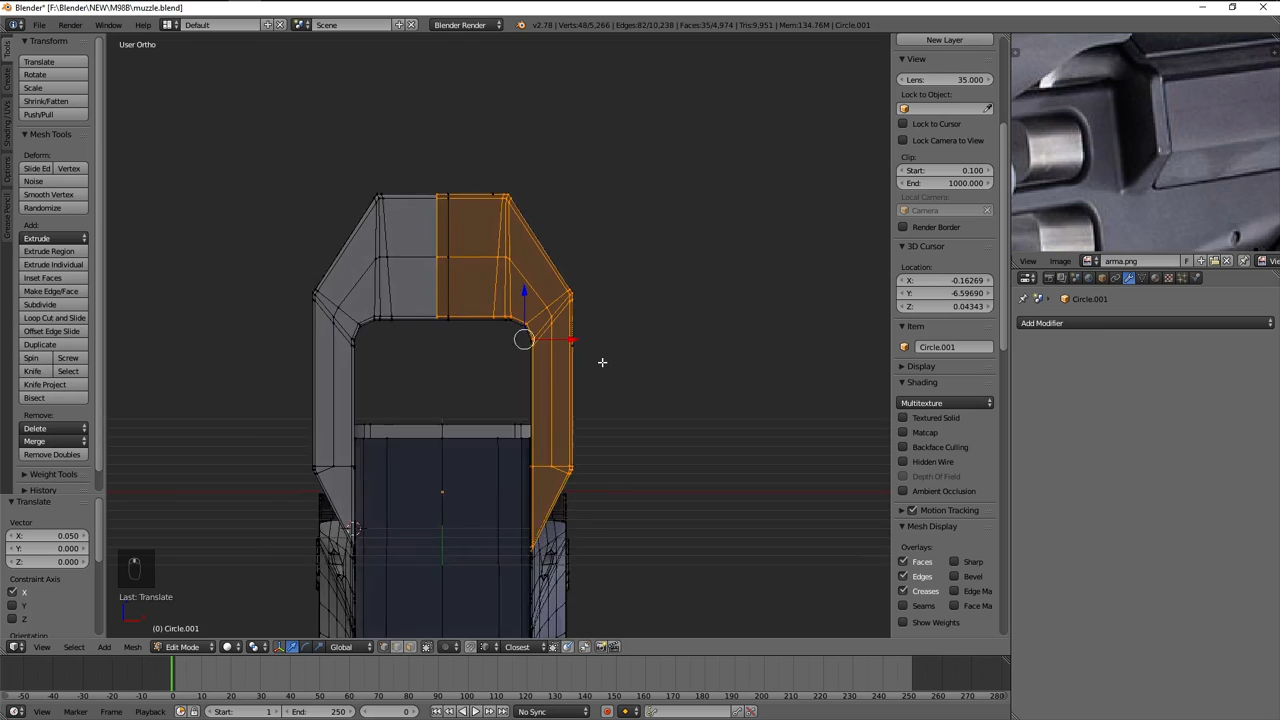 Blender* [G:\Blender\NEW\M98B\muzzle.blend]
File Render Window Help Default Scene Blender Render v2.78 | Verts:48/5,266 | Edges:82/10,238 | Faces:35/4,974 | Tris:9,951 | Mem:134.76M | Circle.001
Tools
Create
Shading / UVs
Options
Grease Pencil
Transform
Translate
Rotate
Scale
Shrink/Fatten
Push/Pull
Mesh Tools
Deform:
Slide Ed Vertex
Noise
Smooth Vertex
Randomize
Add:
Extrude
Extrude Region
Extrude Individual
Inset Faces
Make Edge/Face
Subdivide
Loop Cut and Slide
Offset Edge Slide
Duplicate
Spin Screw
Knife Select
Knife Project
Bisect
Remove:
Delete
Merge
Remove Doubles
Weight Tools
History
Translate
Vector
X: 0.050
Y: 0.000
Z: 0.000
Constraint Axis
X
Y
Z
Orientation
User Ortho
Last: Translate
(0) Circle.001
View Select Add Mesh Edit Mode Global Closest
New Layer
View
Lens: 35.000
Lock to Object:
Lock to Cursor
Lock Camera to View
Clip:
Start: 0.100
End: 1000.000
Local Camera:
Camera
Render Border
3D Cursor
Location:
X: -0.16269
Y: -6.59690
Z: 0.04343
Item
Circle.001
Display
Shading
Multitexture
Textured Solid
Matcap
Backface Culling
Hidden Wire
Depth Of Field
Ambient Occlusion
Motion Tracking
Mesh Display
Overlays:
Faces Sharp
Edges Bevel
Creases Edge Ma
Seams Face Ma
Show Weights
View Image arma.png F
Circle.001
Add Modifier
-50 -40 -30 -20 -10 0 10 20 30 40 50 60 70 80 90 100 110 120 130 140 150 160 170 180 190 200 210 220 230 240 250 260 270 280
View Marker Frame Playback Start: 1 End: 250 0 No Sync